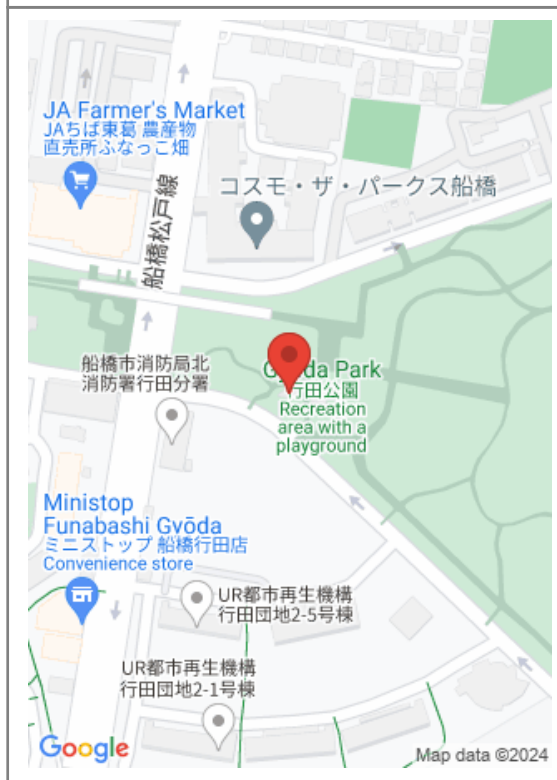 JA Farmer's Market
JAちば東葛 農産物
直売所ふなっこ畑
コスモ・ザ・パークス船橋
船橋松戸線
船橋市消防局北
消防署行田分署
Gyōda Park
行田公園
Recreation
area with a
playground
Ministop
Funabashi Gyōda
ミニストップ 船橋行田店
Convenience store
UR都市再生機構
行田団地2-5号棟
UR都市再生機構
行田団地2-1号棟
Google
Map data ©2024